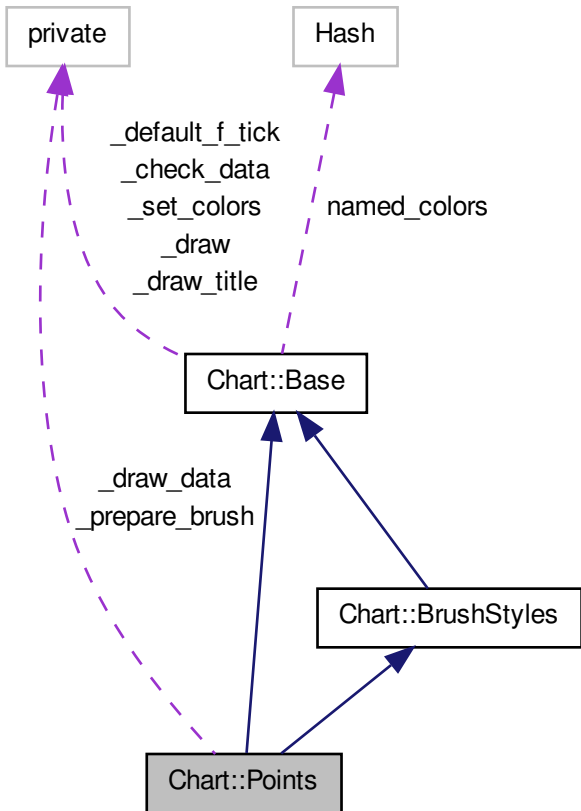 private
Hash
_default_f_tick
_check_data
_set_colors
_draw
_draw_title
named_colors
Chart::Base
_draw_data
_prepare_brush
Chart::BrushStyles
Chart::Points